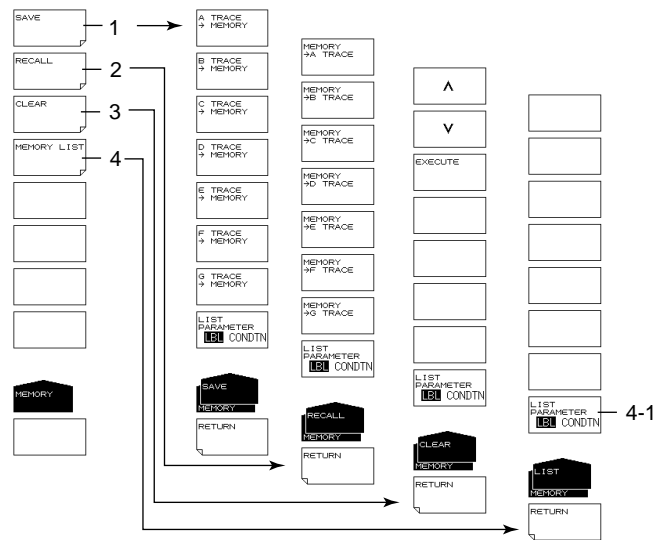 SAVE
1
RECALL
2
CLEAR
3
MEMORY LIST
4
MEMORY
A TRACE
→ MEMORY
B TRACE
→ MEMORY
C TRACE
→ MEMORY
D TRACE
→ MEMORY
E TRACE
→ MEMORY
F TRACE
→ MEMORY
G TRACE
→ MEMORY
LIST
PARAMETER
LBL CONDTN
SAVE
MEMORY
RETURN
MEMORY
→A TRACE
MEMORY
→B TRACE
MEMORY
→C TRACE
MEMORY
→D TRACE
MEMORY
→E TRACE
MEMORY
→F TRACE
MEMORY
→G TRACE
LIST
PARAMETER
LBL CONDTN
RECALL
MEMORY
RETURN
∧
∨
EXECUTE
LIST
PARAMETER
LBL CONDTN
CLEAR
MEMORY
RETURN
LIST
PARAMETER
LBL CONDTN
4-1
LIST
MEMORY
RETURN